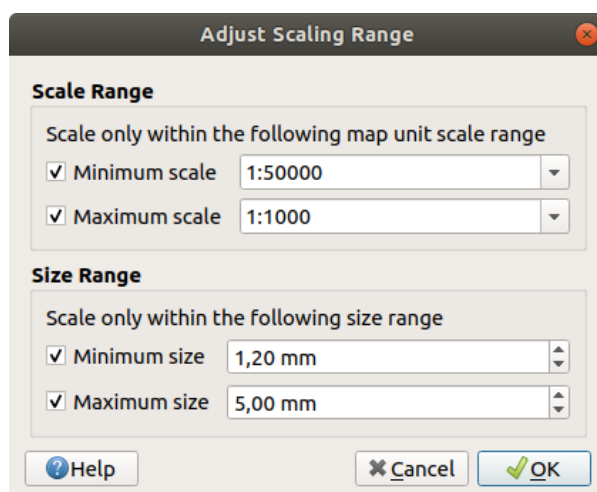 Adjust Scaling Range
Scale Range
Scale only within the following map unit scale range
Minimum scale 1:50000
Maximum scale 1:1000
Size Range
Scale only within the following size range
Minimum size 1,20 mm
Maximum size 5,00 mm
Help Cancel OK